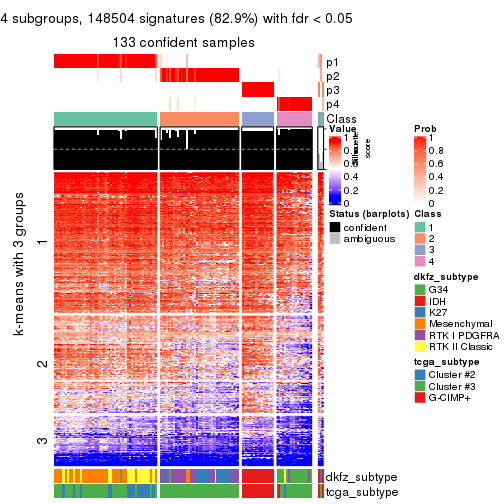 4 subgroups, 148504 signatures (82.9%) with fdr < 0.05
133 confident samples
p1
p2
p3
p4
Class
Silhouette score
k-means with 3 groups
1
2
3
dkfz_subtype
tcga_subtype
Value
1
0.8
0.6
0.4
0.2
0
Prob
1
0.8
0.6
0.4
0.2
0
Status (barplots)
confident
ambiguous
Class
1
2
3
4
dkfz_subtype
G34
IDH
K27
Mesenchymal
RTK I PDGFRA
RTK II Classic
tcga_subtype
Cluster #2
Cluster #3
G-CIMP+